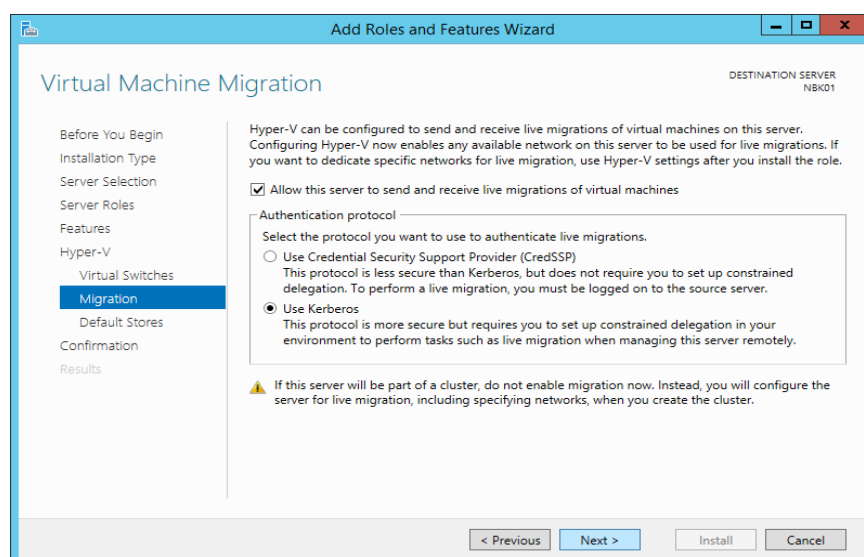 Add Roles and Features Wizard
Virtual Machine Migration
DESTINATION SERVER
NBK01
Before You Begin
Installation Type
Server Selection
Server Roles
Features
Hyper-V
Virtual Switches
Migration
Default Stores
Confirmation
Results
Hyper-V can be configured to send and receive live migrations of virtual machines on this server.
Configuring Hyper-V now enables any available network on this server to be used for live migrations. If
you want to dedicate specific networks for live migration, use Hyper-V settings after you install the role.
Allow this server to send and receive live migrations of virtual machines
Authentication protocol
Select the protocol you want to use to authenticate live migrations.
Use Credential Security Support Provider (CredSSP)
This protocol is less secure than Kerberos, but does not require you to set up constrained
delegation. To perform a live migration, you must be logged on to the source server.
Use Kerberos
This protocol is more secure but requires you to set up constrained delegation in your
environment to perform tasks such as live migration when managing this server remotely.
If this server will be part of a cluster, do not enable migration now. Instead, you will configure the
server for live migration, including specifying networks, when you create the cluster.
< Previous
Next >
Install
Cancel